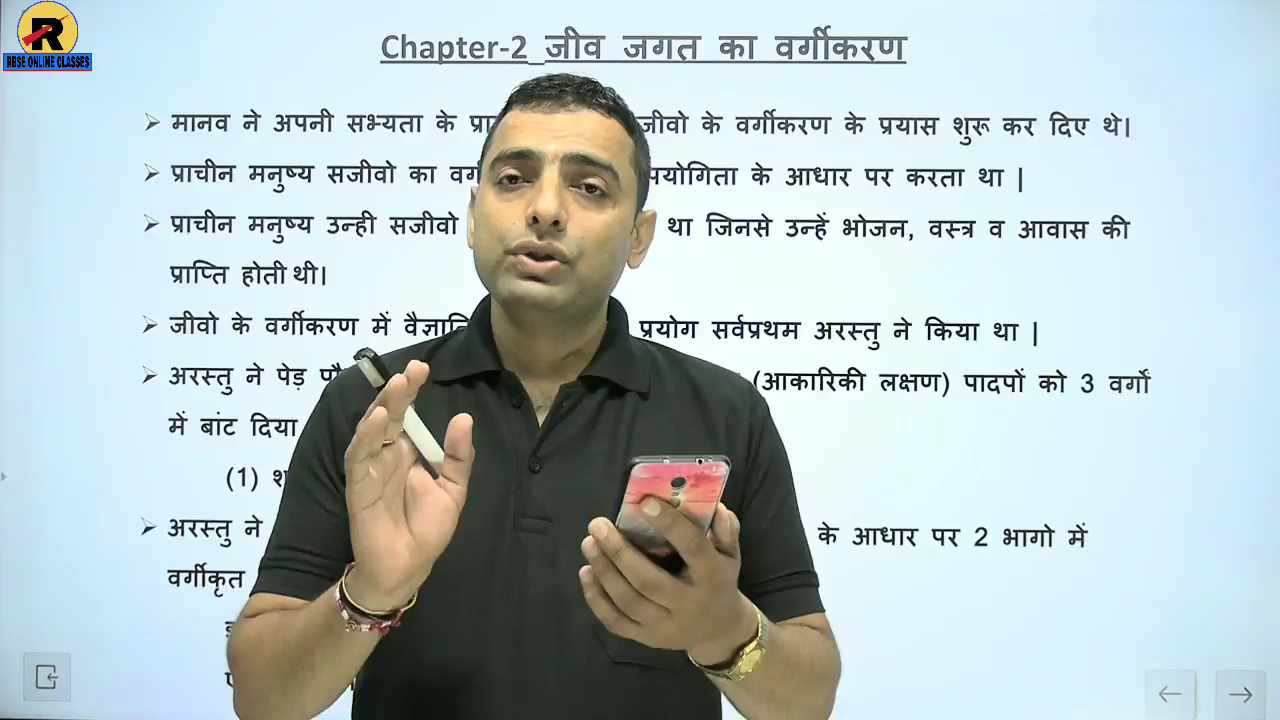 R
RBSE ONLINE CLASSES
Chapter-2 जीव जगत का वर्गीकरण
मानव ने अपनी सभ्यता के जीवो के वर्गीकरण के प्रयास शुरू कर दिए थे।
प्राचीन मनुष्य सजीवो का के आधार पर करता था |
प्राचीन मनुष्य उन्ही सजीवो था जिनसे उन्हें भोजन, वस्त्र व आवास की
प्राप्ति होती थी।
जीवो के वर्गीकरण में प्रयोग सर्वप्रथम अरस्तु ने किया था |
अरस्तु ने पेड़ (आकारिकी लक्षण) पादपों को 3 वर्गों
में बांट दिया
(1)
अरस्तु ने के आधार पर 2 भागो में
वर्गीकृत